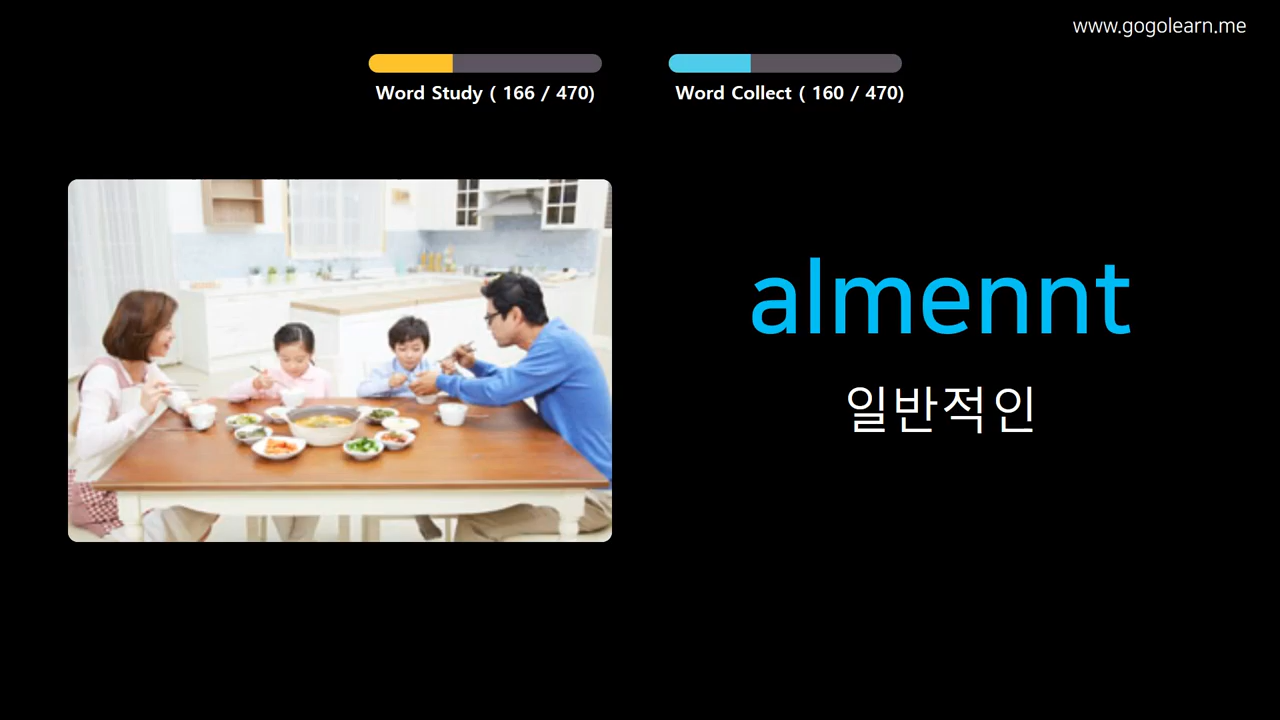 www.gogolearn.me
Word Study ( 166 / 470)
Word Collect ( 160 / 470)
almennt
일반적인